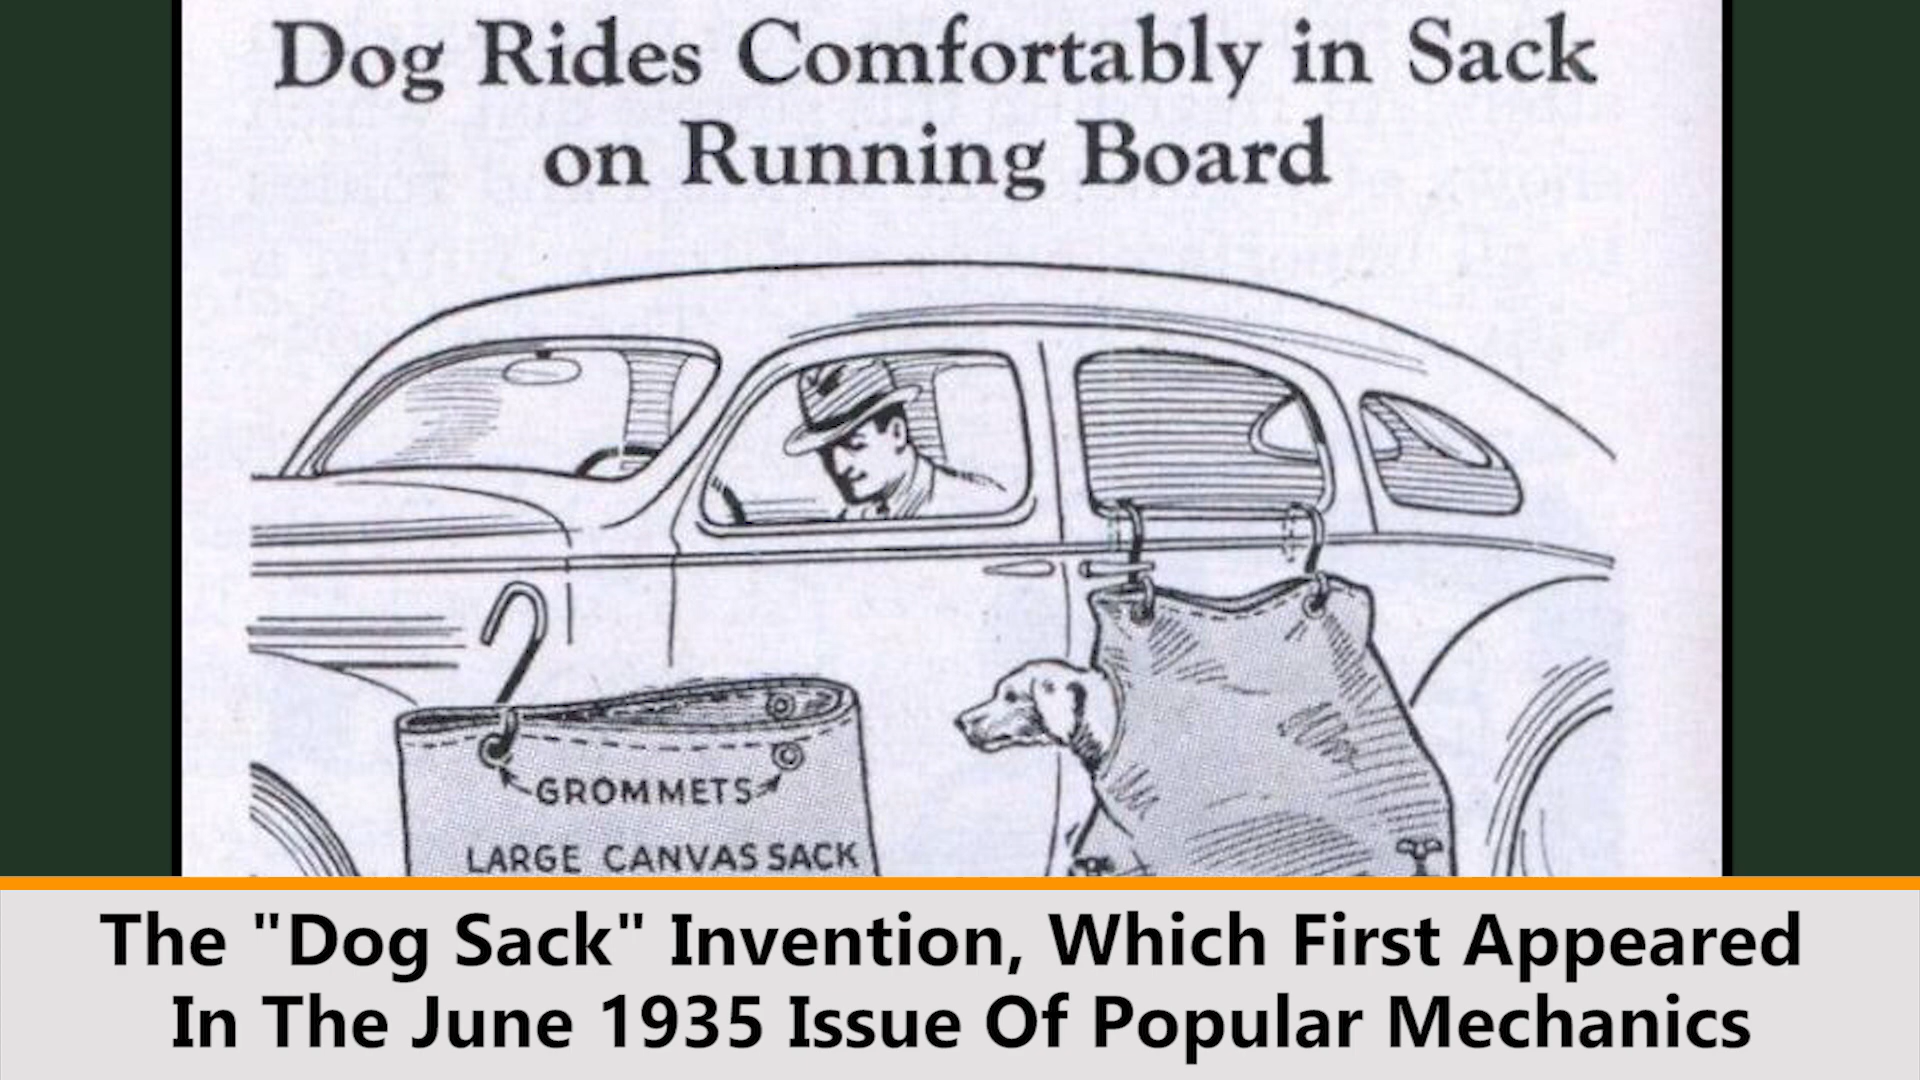 Dog Rides Comfortably in Sack
on Running Board
GROMMETS
LARGE CANVAS SACK
The "Dog Sack" Invention, Which First Appeared
In The June 1935 Issue Of Popular Mechanics